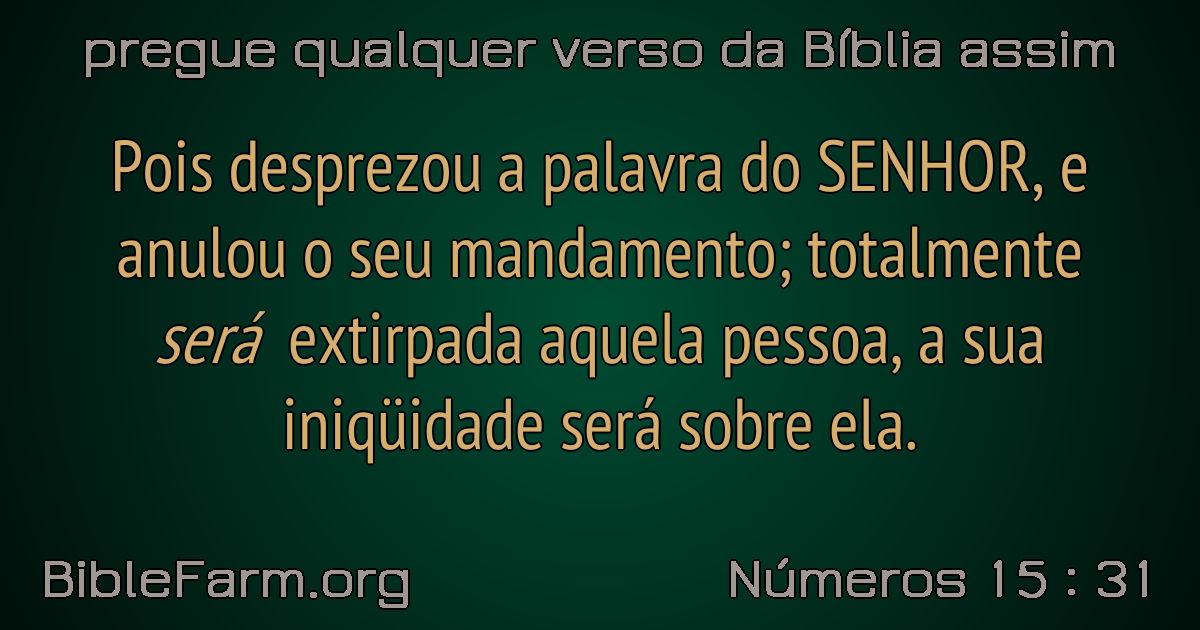 pregue qualquer verso da Bíblia assim
Pois desprezou a palavra do SENHOR, e
anulou o seu mandamento; totalmente
será extirpada aquela pessoa, a sua
iniqüidade será sobre ela.
BibleFarm.org
Números 15 : 31